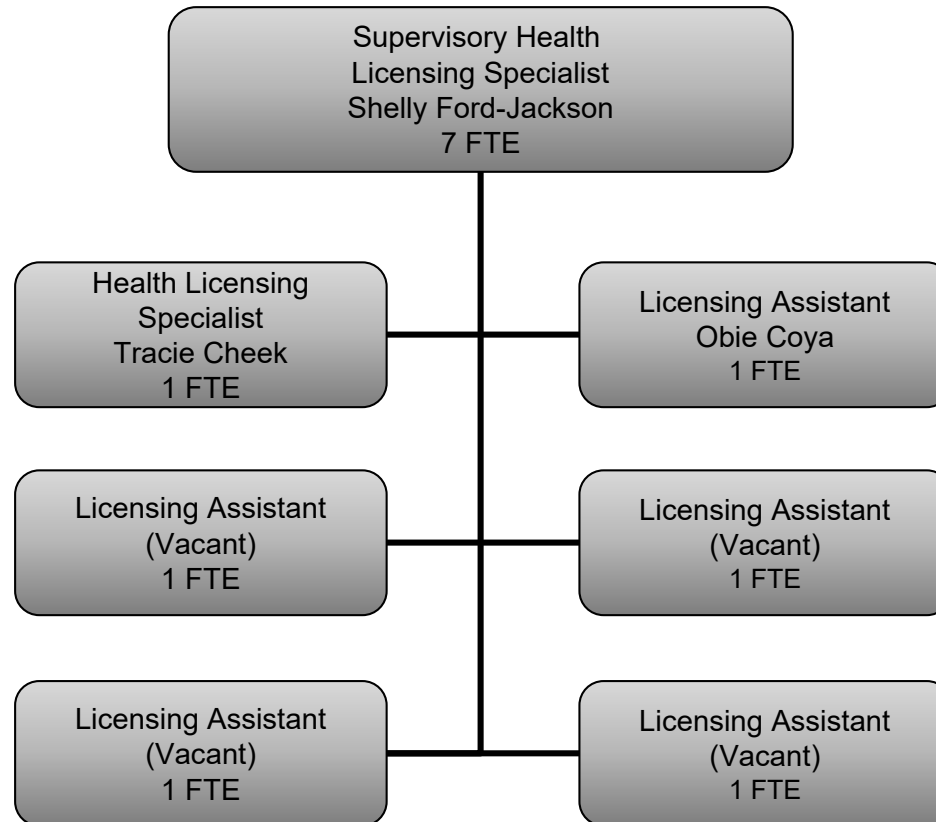 Supervisory Health
Licensing Specialist
Shelly Ford-Jackson
7 FTE
Health Licensing
Specialist
Tracie Cheek
1 FTE
Licensing Assistant
Obie Coya
1 FTE
Licensing Assistant
(Vacant)
1 FTE
Licensing Assistant
(Vacant)
1 FTE
Licensing Assistant
(Vacant)
1 FTE
Licensing Assistant
(Vacant)
1 FTE